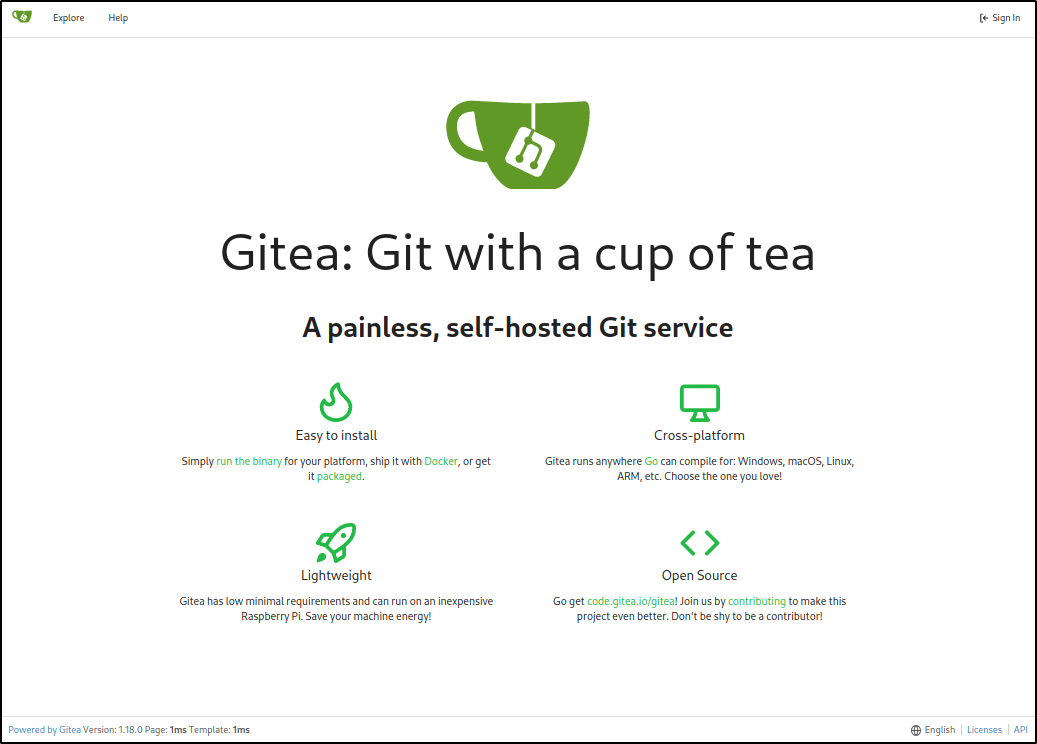 Explore Help Sign In
Gitea: Git with a cup of tea
A painless, self-hosted Git service
Easy to install
Simply run the binary for your platform, ship it with Docker, or get
it packaged.
Cross-platform
Gitea runs anywhere Go can compile for: Windows, macOS, Linux,
ARM, etc. Choose the one you love!
Lightweight
Gitea has low minimal requirements and can run on an inexpensive
Raspberry Pi. Save your machine energy!
Open Source
Go get code.gitea.io/gitea! Join us by contributing to make this
project even better. Don't be shy to be a contributor!
Powered by Gitea Version: 1.18.0 Page: 1ms Template: 1ms English Licenses API